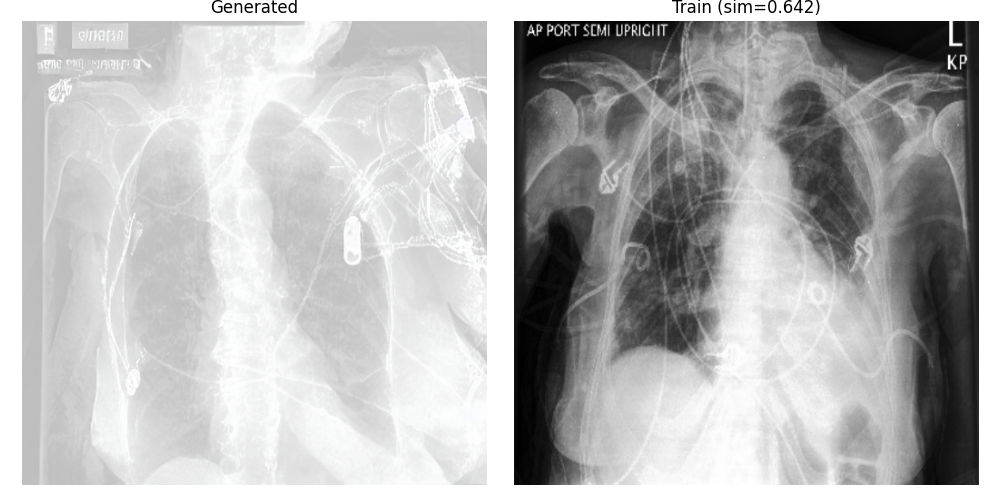 Generated
Train (sim=0.642)
AP PORT SEMI UPRIGHT
L
KP